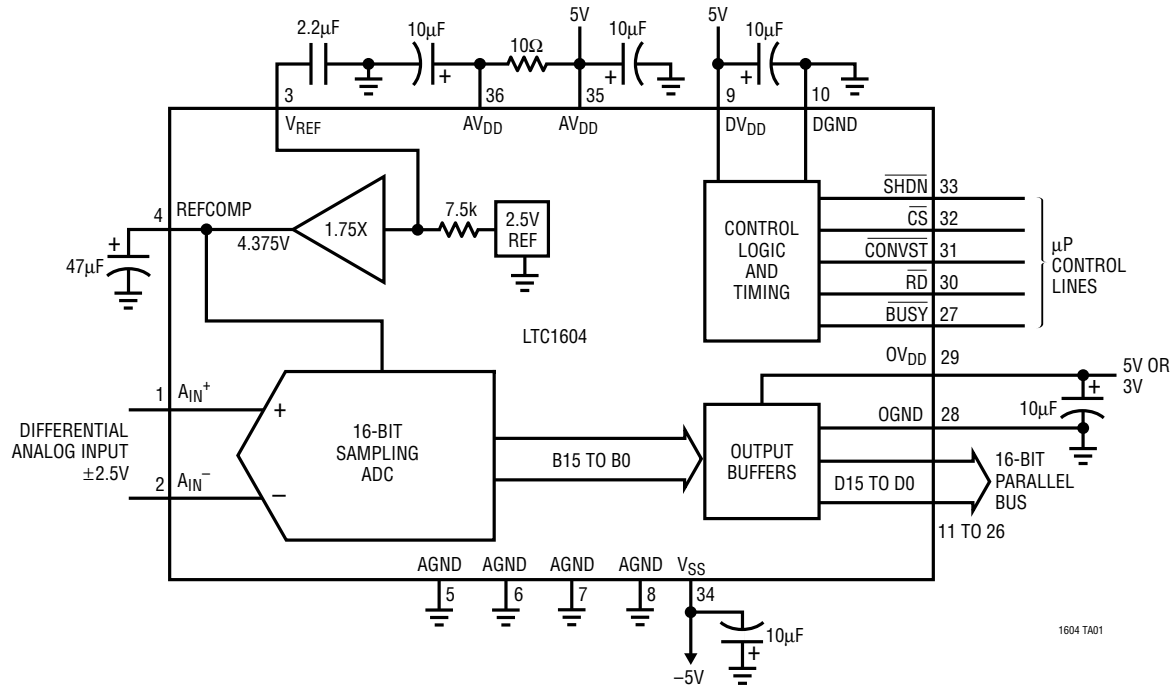 2.2µF
10µF
10Ω
5V
10µF
5V
10µF
+
+
+
3
36
35
9
10
VREF
AVDD
AVDD
DVDD
DGND
4
REFCOMP
4.375V
1.75X
7.5k
2.5V
REF
+
47µF
CONTROL
LOGIC
AND
TIMING
SHDN 33
CS 32
CONVST 31
RD 30
BUSY 27
µP
CONTROL
LINES
LTC1604
OVDD 29
5V OR
3V
+
10µF
OGND 28
1 AIN+
+
DIFFERENTIAL
ANALOG INPUT
±2.5V
2 AIN−
−
16-BIT
SAMPLING
ADC
B15 TO B0
OUTPUT
BUFFERS
D15 TO D0
16-BIT
PARALLEL
BUS
11 TO 26
AGND
AGND
AGND
AGND
VSS
5
6
7
8
34
10µF
+
–5V
1604 TA01